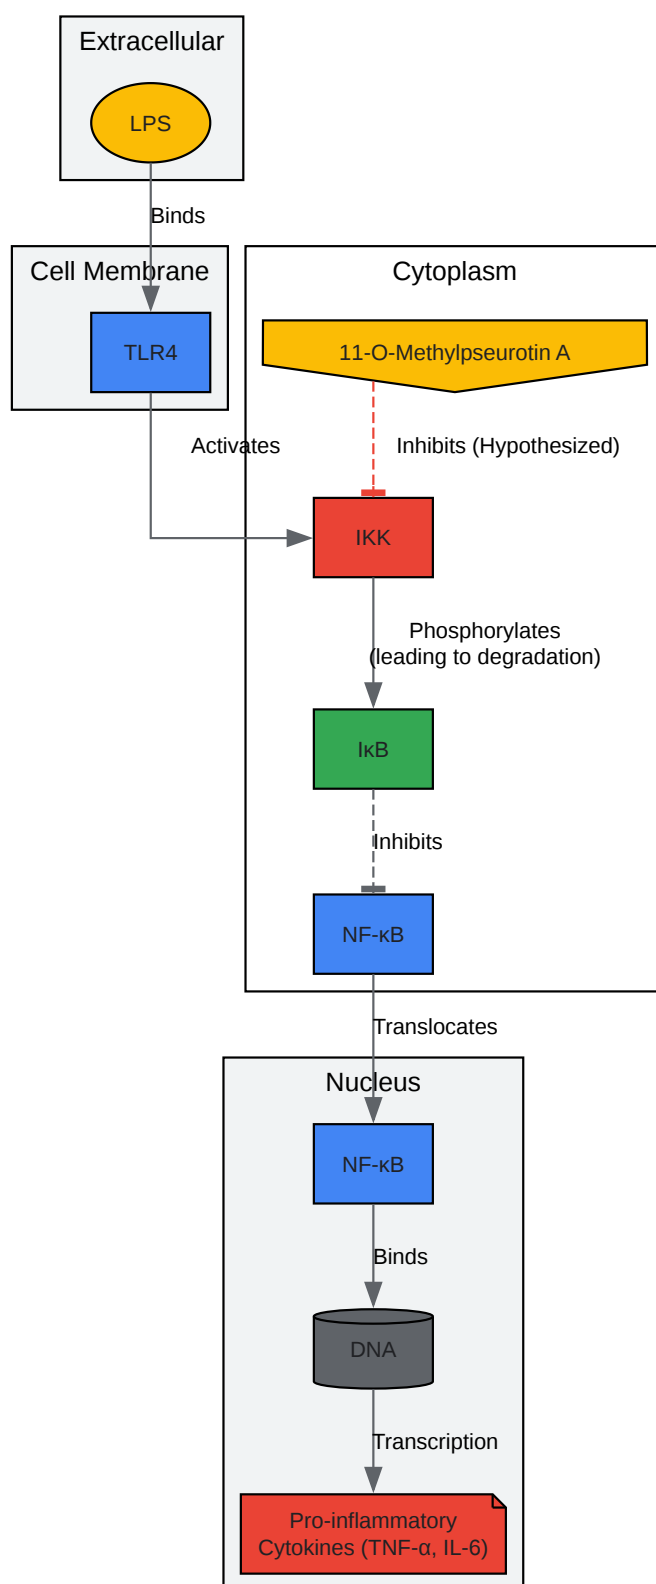 Extracellular
LPS
Binds
Cell Membrane
TLR4
Activates
Cytoplasm
11-O-Methylpseurotin A
Inhibits (Hypothesized)
IKK
Phosphorylates
(leading to degradation)
IκB
Inhibits
NF-κB
Translocates
Nucleus
NF-κB
Binds
DNA
Transcription
Pro-inflammatory
Cytokines (TNF-α, IL-6)